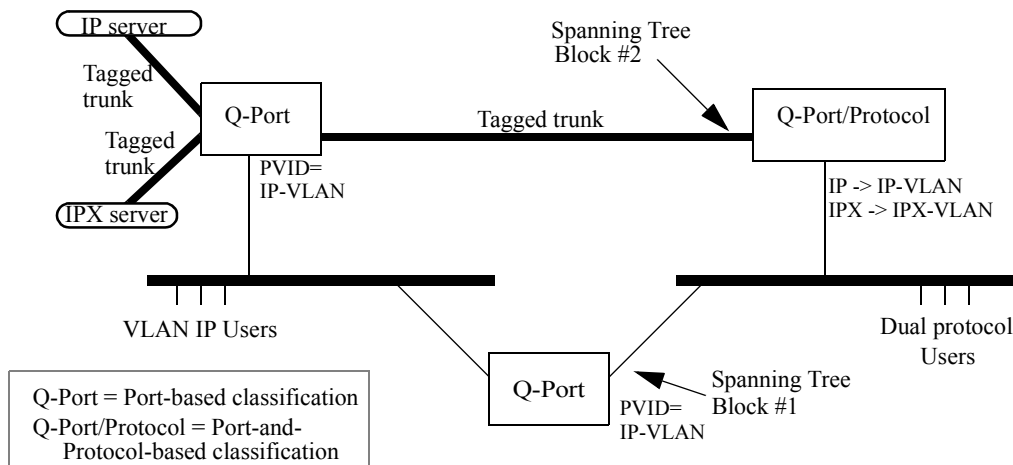 IP server
Tagged
trunk
Tagged
trunk
IPX server
Q-Port
PVID=
IP-VLAN
Tagged trunk
Spanning Tree
Block #2
Q-Port/Protocol
IP -> IP-VLAN
IPX -> IPX-VLAN
VLAN IP Users
Dual protocol
Users
Q-Port
PVID=
IP-VLAN
Spanning Tree
Block #1
Q-Port = Port-based classification
Q-Port/Protocol = Port-and-
Protocol-based classification